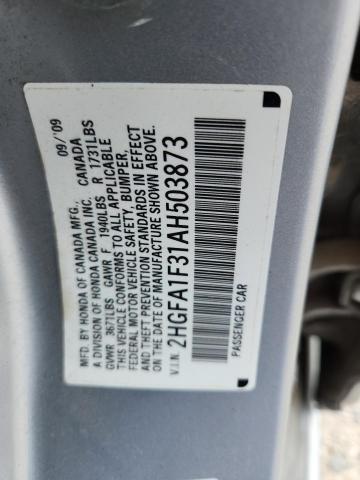 MFD. BY HONDA OF CANADA MFG., CANADA 09/'09
A DIVISION OF HONDA CANADA INC.
GVWR 3671LBS GAWR F 1940LBS R 1731LBS
THIS VEHICLE CONFORMS TO ALL APPLICABLE
FEDERAL MOTOR VEHICLE SAFETY, BUMPER,
AND THEFT PREVENTION STANDARDS IN EFFECT
ON THE DATE OF MANUFACTURE SHOWN ABOVE.
V.I.N. 2HGFA1F31AH503873
PASSENGER CAR